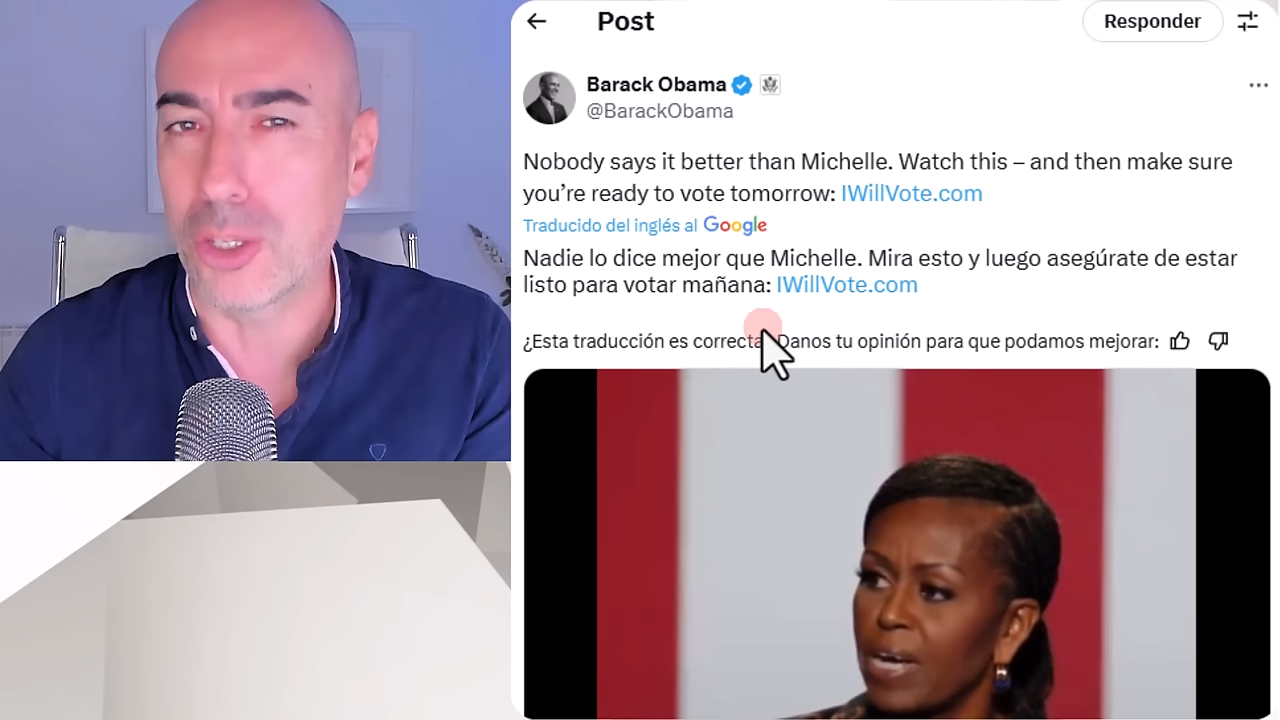 Post
Responder
Barack Obama
@BarackObama
Nobody says it better than Michelle. Watch this – and then make sure
you’re ready to vote tomorrow: IWillVote.com
Traducido del inglés al Google
Nadie lo dice mejor que Michelle. Mira esto y luego asegúrate de estar
listo para votar mañana: IWillVote.com
¿Esta traducción es correcta Danos tu opinión para que podamos mejorar: